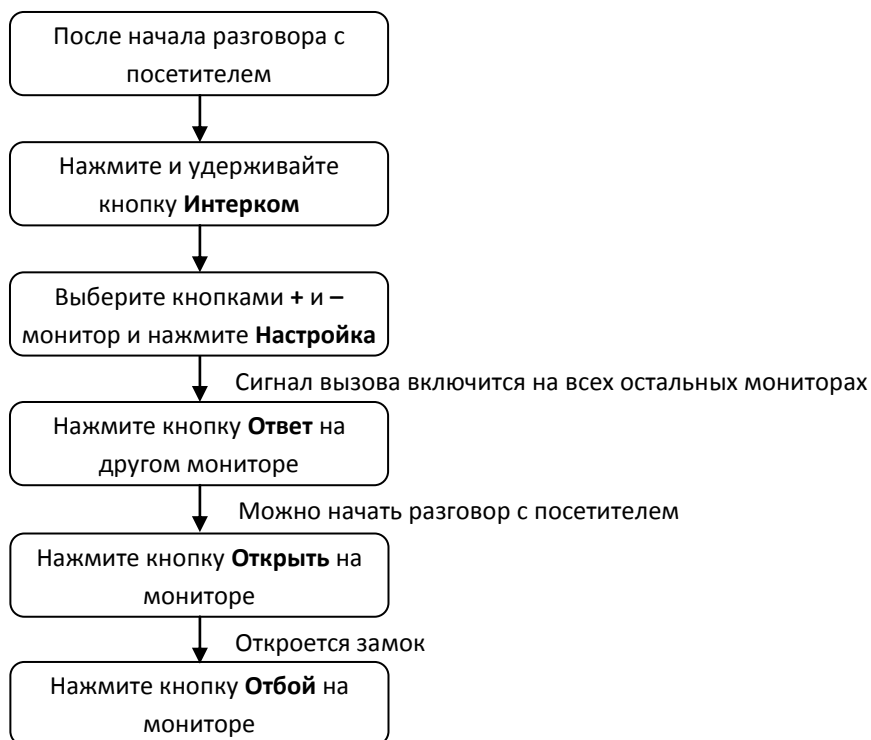 После начала разговора с
посетителем
Нажмите и удерживайте
кнопку Интерком
Выберите кнопками + и –
монитор и нажмите Настройка
Сигнал вызова включится на всех остальных мониторах
Нажмите кнопку Ответ на
другом мониторе
Можно начать разговор с посетителем
Нажмите кнопку Открыть на
мониторе
Откроется замок
Нажмите кнопку Отбой на
мониторе